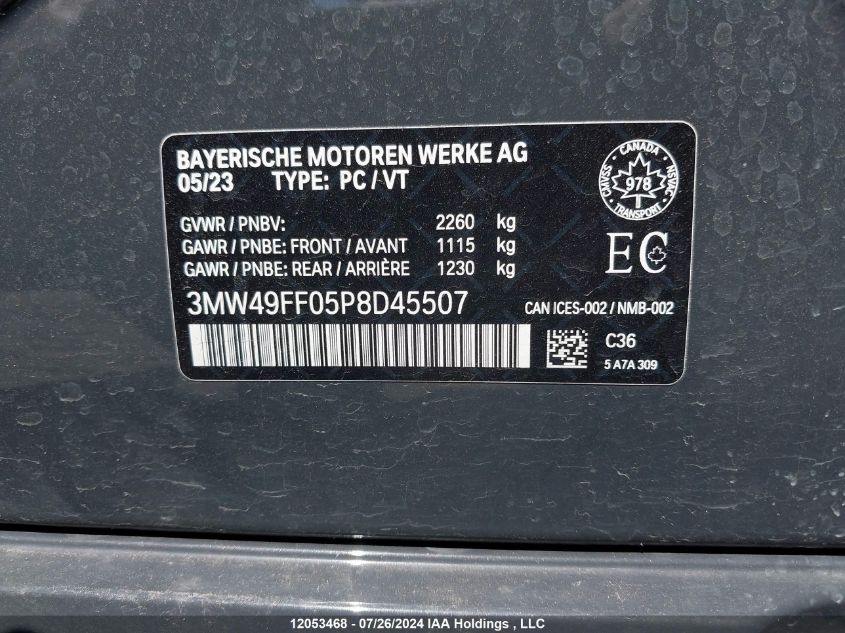 BAYERISCHE MOTOREN WERKE AG
05/23 TYPE: PC / VT
CANADA
CMVSS 978 NSVAC
TRANSPORT
GVWR / PNBV: 2260 kg
GAWR / PNBE: FRONT / AVANT 1115 kg
GAWR / PNBE: REAR / ARRIÈRE 1230 kg
EC
3MW49FF05P8D45507
CAN ICES-002 / NMB-002
C36
5 A7A 309
12053468 - 07/26/2024 IAA Holdings , LLC